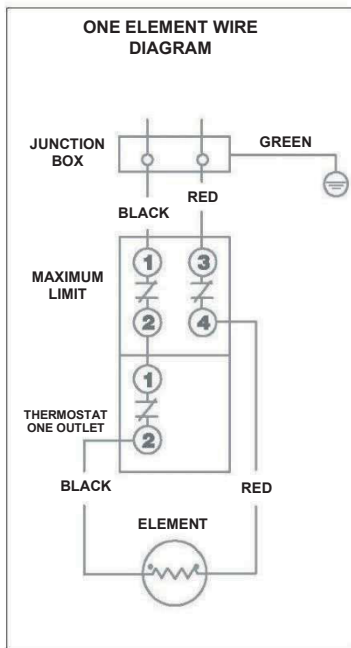 ONE ELEMENT WIRE
DIAGRAM
JUNCTION
BOX
GREEN
BLACK
RED
MAXIMUM
LIMIT
1
3
2
4
1
THERMOSTAT
ONE OUTLET
2
BLACK
RED
ELEMENT